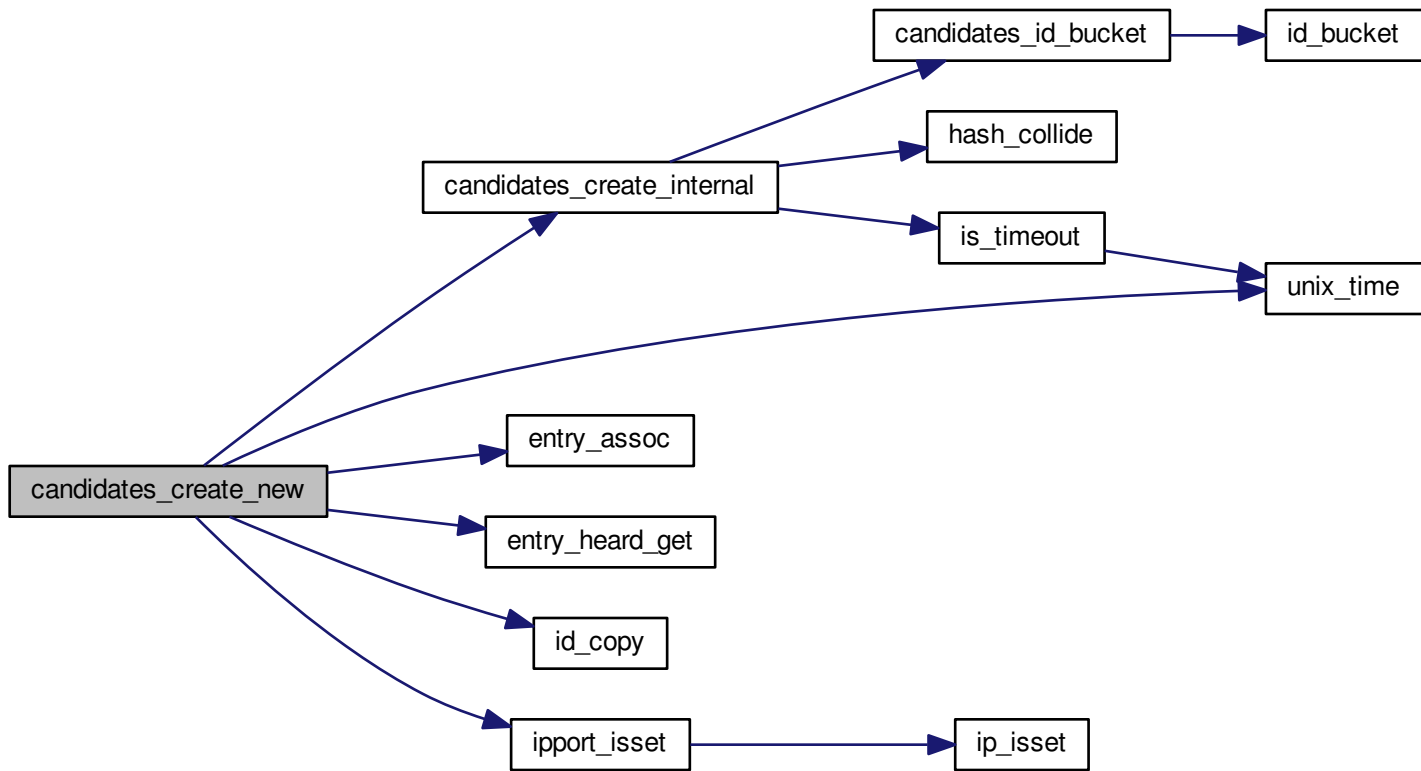 candidates_id_bucket
id_bucket
hash_collide
candidates_create_internal
is_timeout
unix_time
entry_assoc
candidates_create_new
entry_heard_get
id_copy
ipport_isset
ip_isset